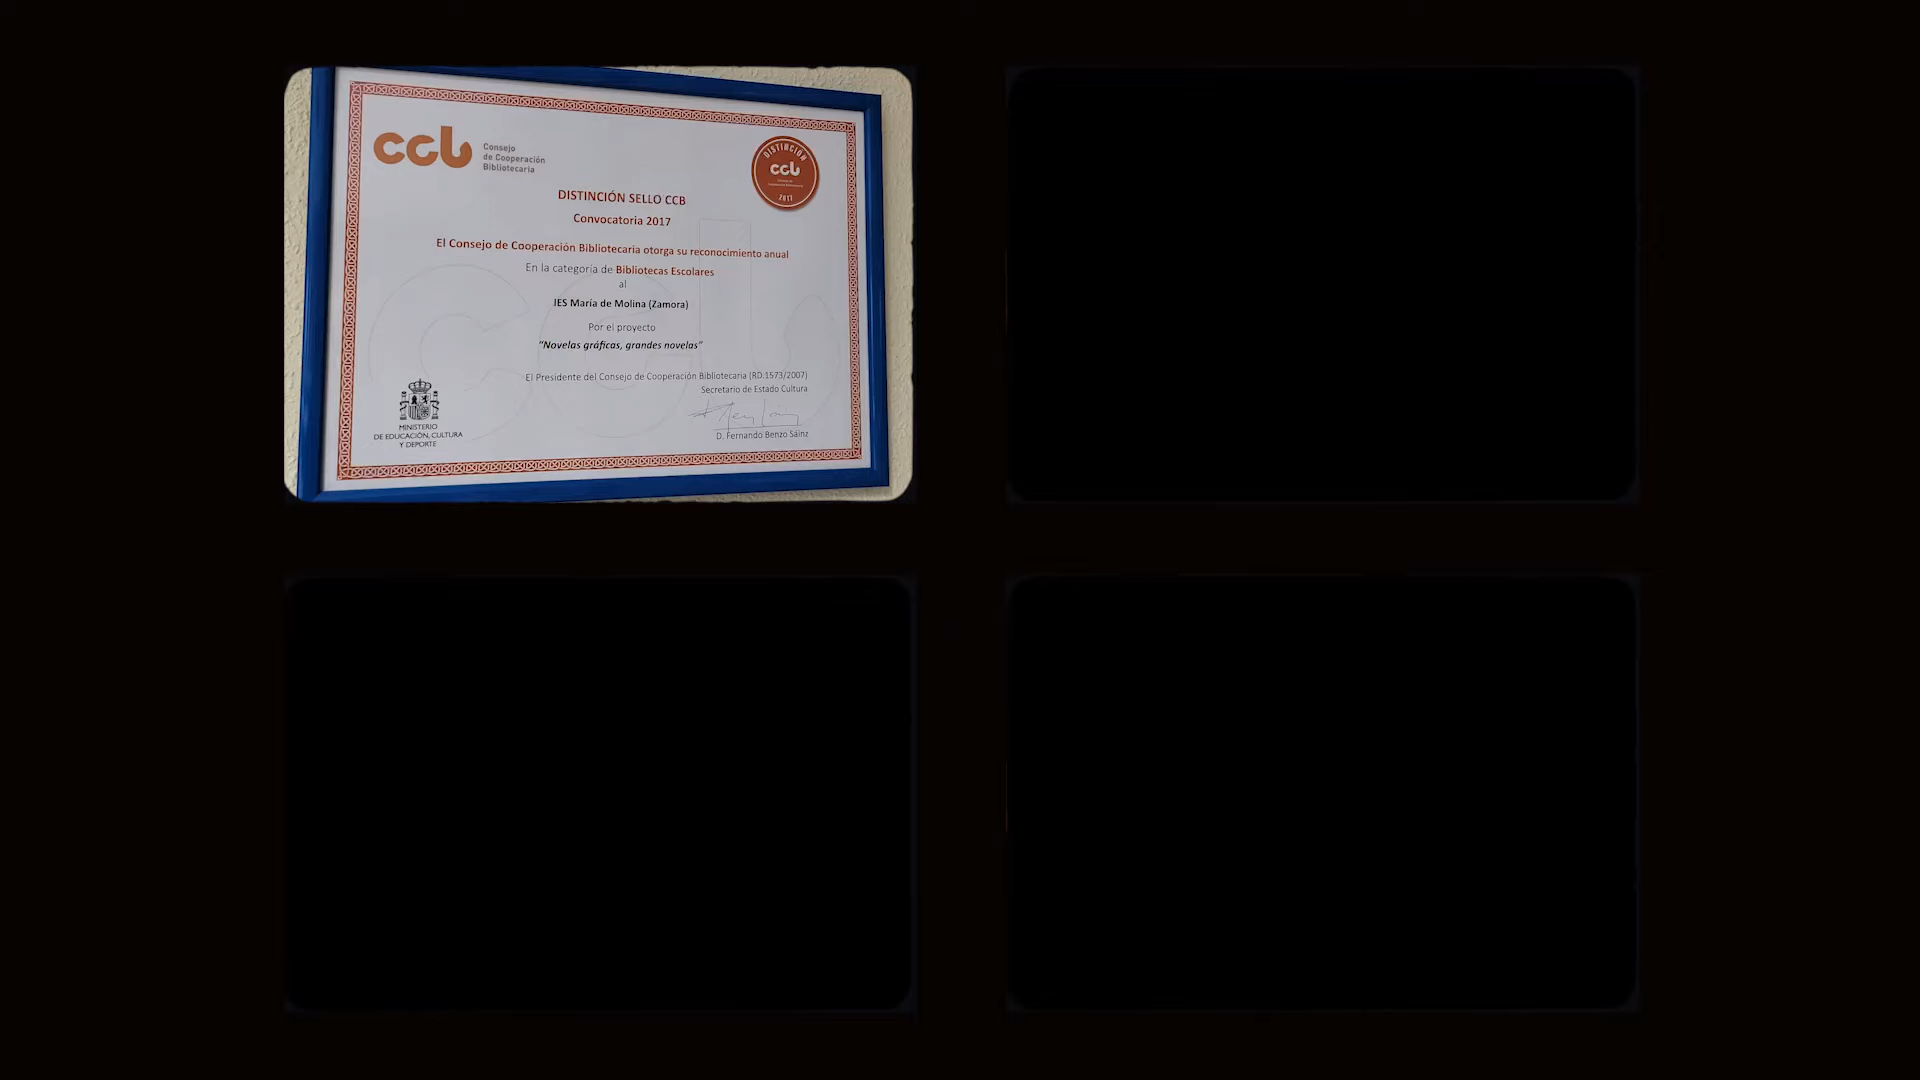 ccb
Consejo
de Cooperación
Bibliotecaria
DISTINCIÓN
ccb
2017
DISTINCIÓN SELLO CCB
Convocatoria 2017
El Consejo de Cooperación Bibliotecaria otorga su reconocimiento anual
En la categoría de Bibliotecas Escolares
al
IES María de Molina (Zamora)
Por el proyecto
"Novelas gráficas, grandes novelas"
El Presidente del Consejo de Cooperación Bibliotecaria (RD.1573/2007)
Secretario de Estado Cultura
D. Fernando Benzo Sáinz
MINISTERIO
DE EDUCACIÓN, CULTURA
Y DEPORTE